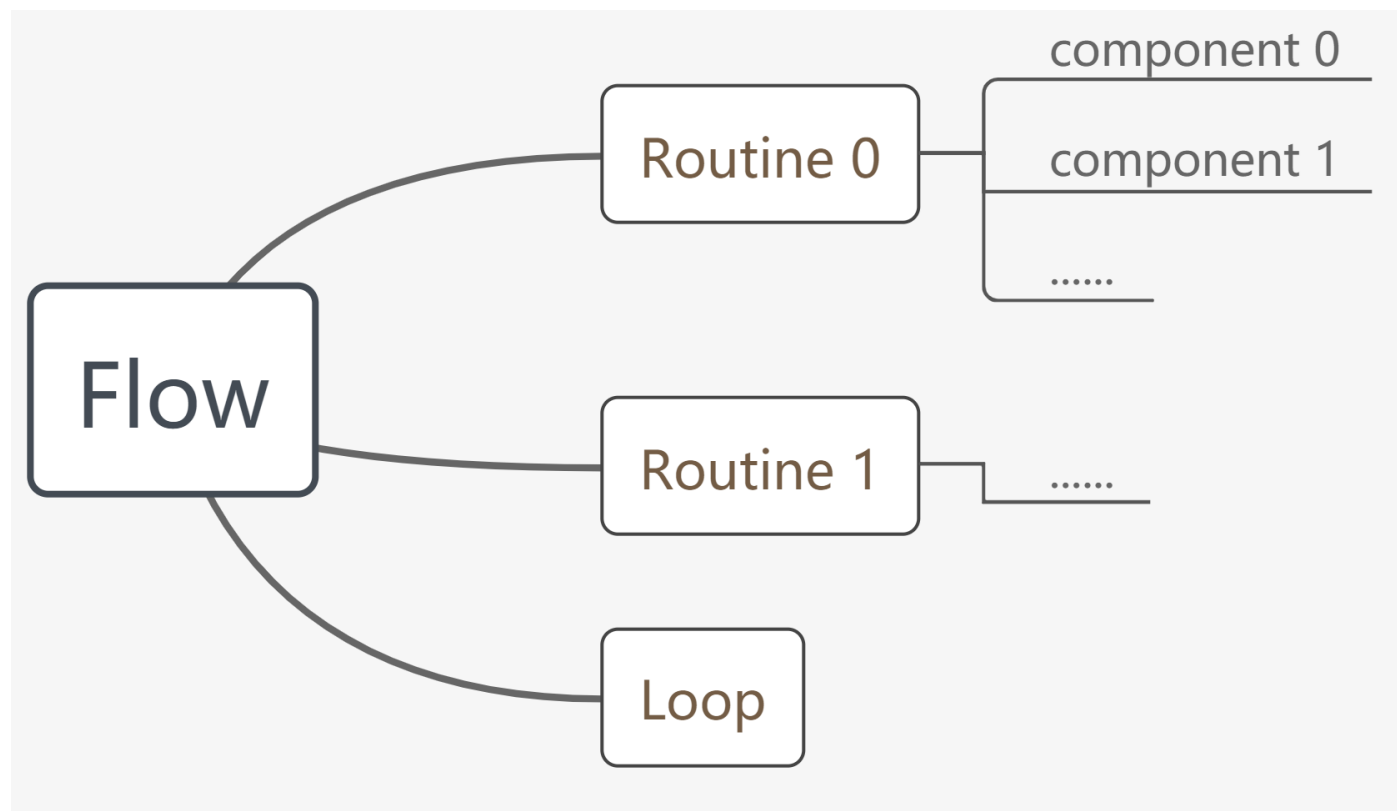 Flow
Routine 0
component 0
component 1
......
Routine 1
......
Loop